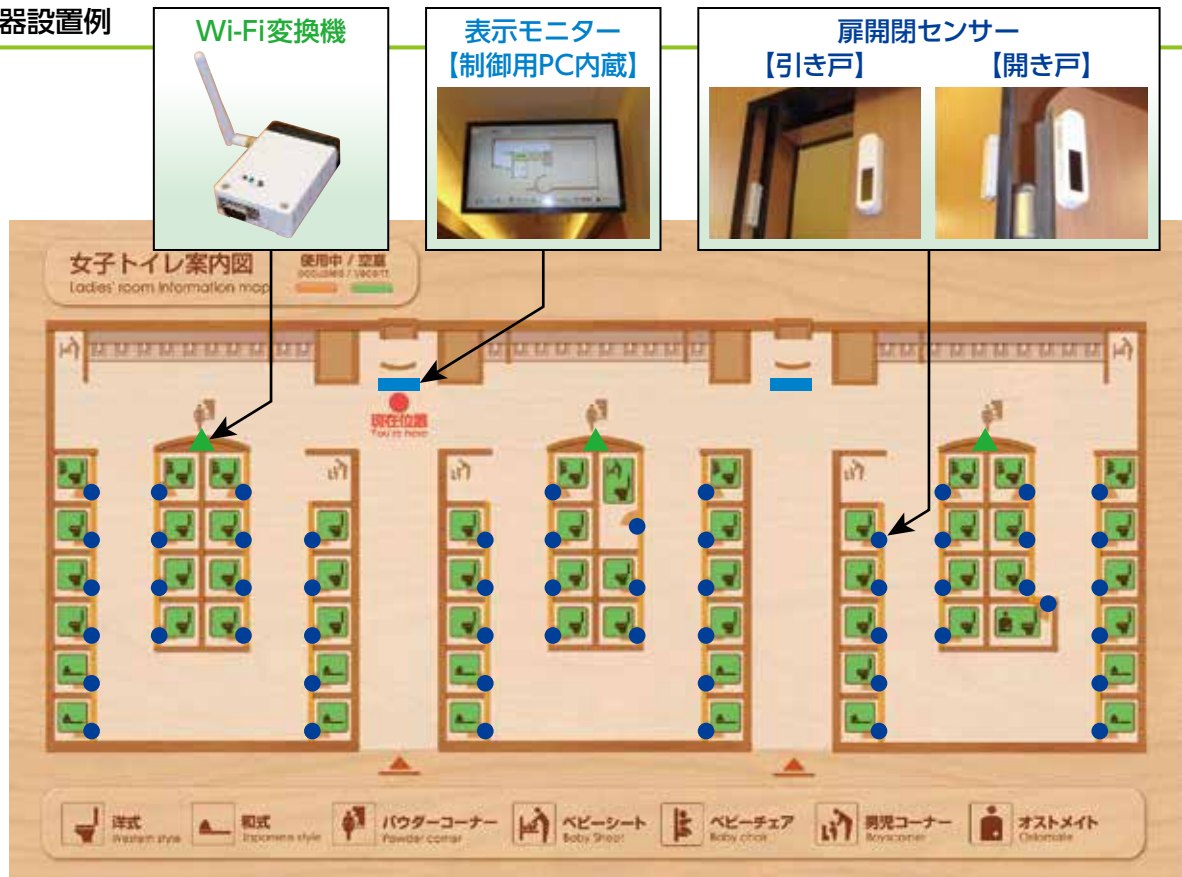 器設置例
Wi-Fi変換機
表示モニター
【制御用PC内蔵】
扉開閉センサー
【引き戸】
【開き戸】
女子トイレ案内図
Ladies' room information map
使用中 / 空室
occupied / vacant
現在位置
You're here
洋式
Western style
和式
Japanese style
パウダーコーナー
Powder corner
ベビーシート
Baby Sheet
ベビーチェア
Baby chair
男児コーナー
Boyscorner
オストメイト
Ostomate